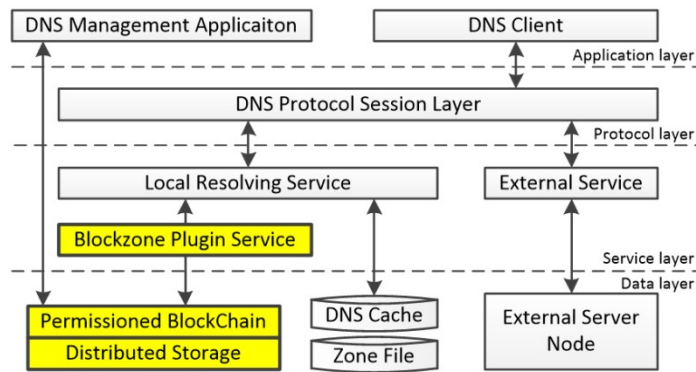 DNS Management Applicaiton
DNS Client
Application layer
DNS Protocol Session Layer
Protocol layer
Local Resolving Service
External Service
Blockzone Plugin Service
Service layer
Data layer
Permissioned BlockChain
Distributed Storage
DNS Cache
Zone File
External Server
Node